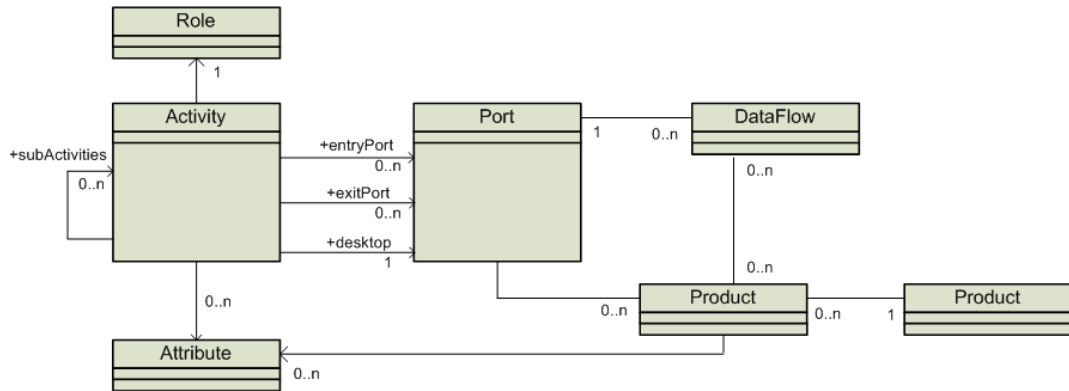 Role
1
Activity
Port
DataFlow
1
0..n
+subActivities
0..n
+entryPort
0..n
0..n
+exitPort
0..n
+desktop
1
0..n
0..n
Product
Product
0..n
0..n
1
Attribute
0..n